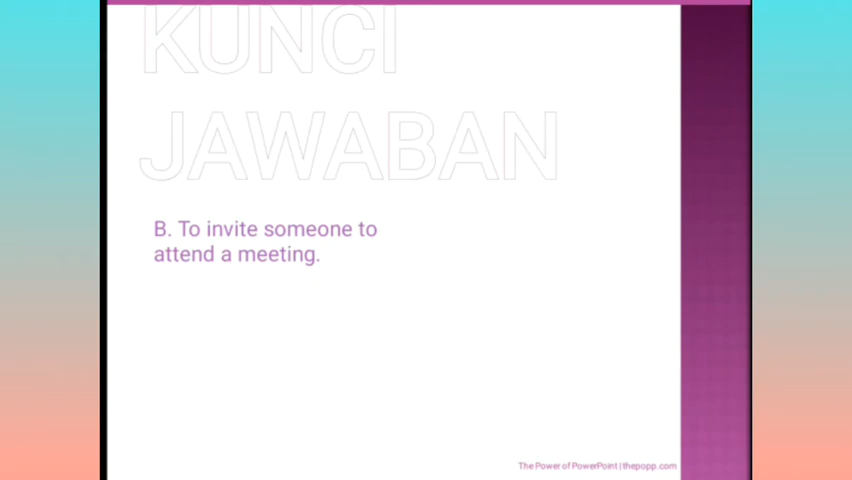 KUNCI
JAWABAN
B. To invite someone to
attend a meeting.
The Power of PowerPoint | thepopp.com